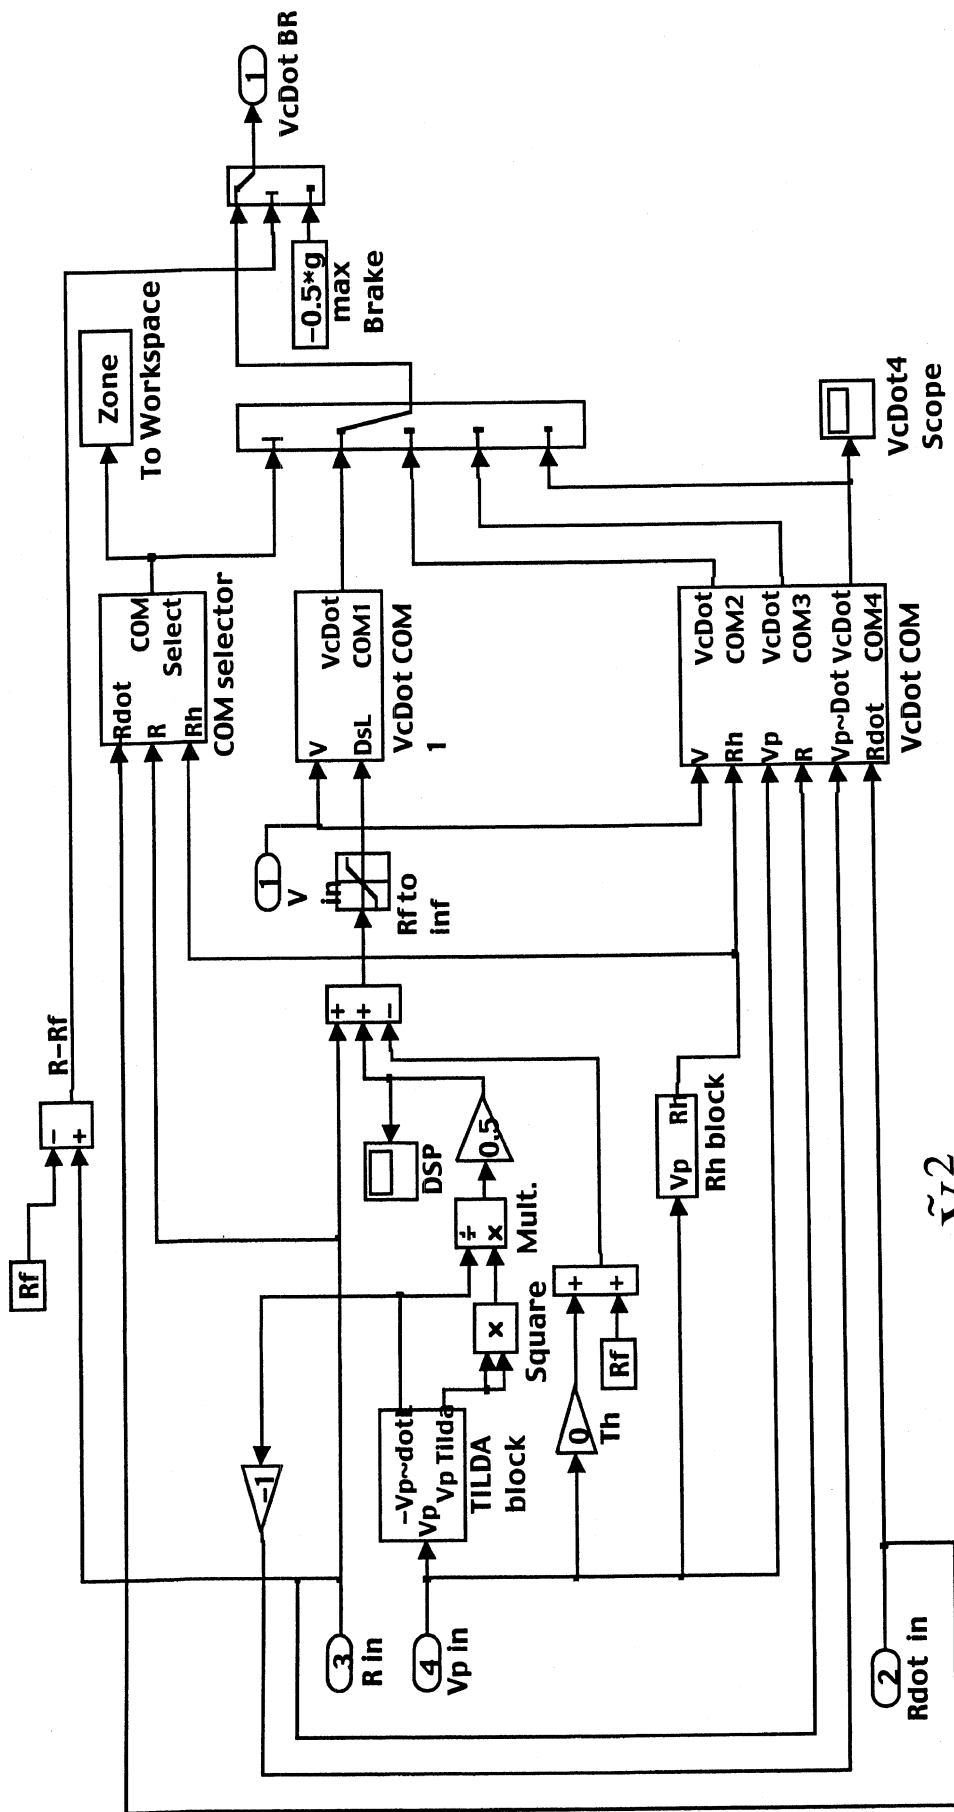 Rf
-
+
R-Rf
Zone
To Workspace
1
VcDot BR
-0.5*g
max
Brake
Rdot
R
Rh
COM
Select
COM selector
1
V in
Rf to
inf
V
DsL
VcDot
COM1
VcDot COM
1
-1
3
R in
4
Vp in
-Vp~dot
Vp
Vp Tilda
TILDA
block
x
Square
÷
x
Mult.
0.5
DSP
+
+
-
0
Th
Rf
+
+
Vp
Rh
Rh block
V
Rh
Vp
R
Vp~Dot
Rdot
VcDot
COM2
VcDot
COM3
VcDot
COM4
VcDot COM
VcDot4
Scope
2
Rdot in